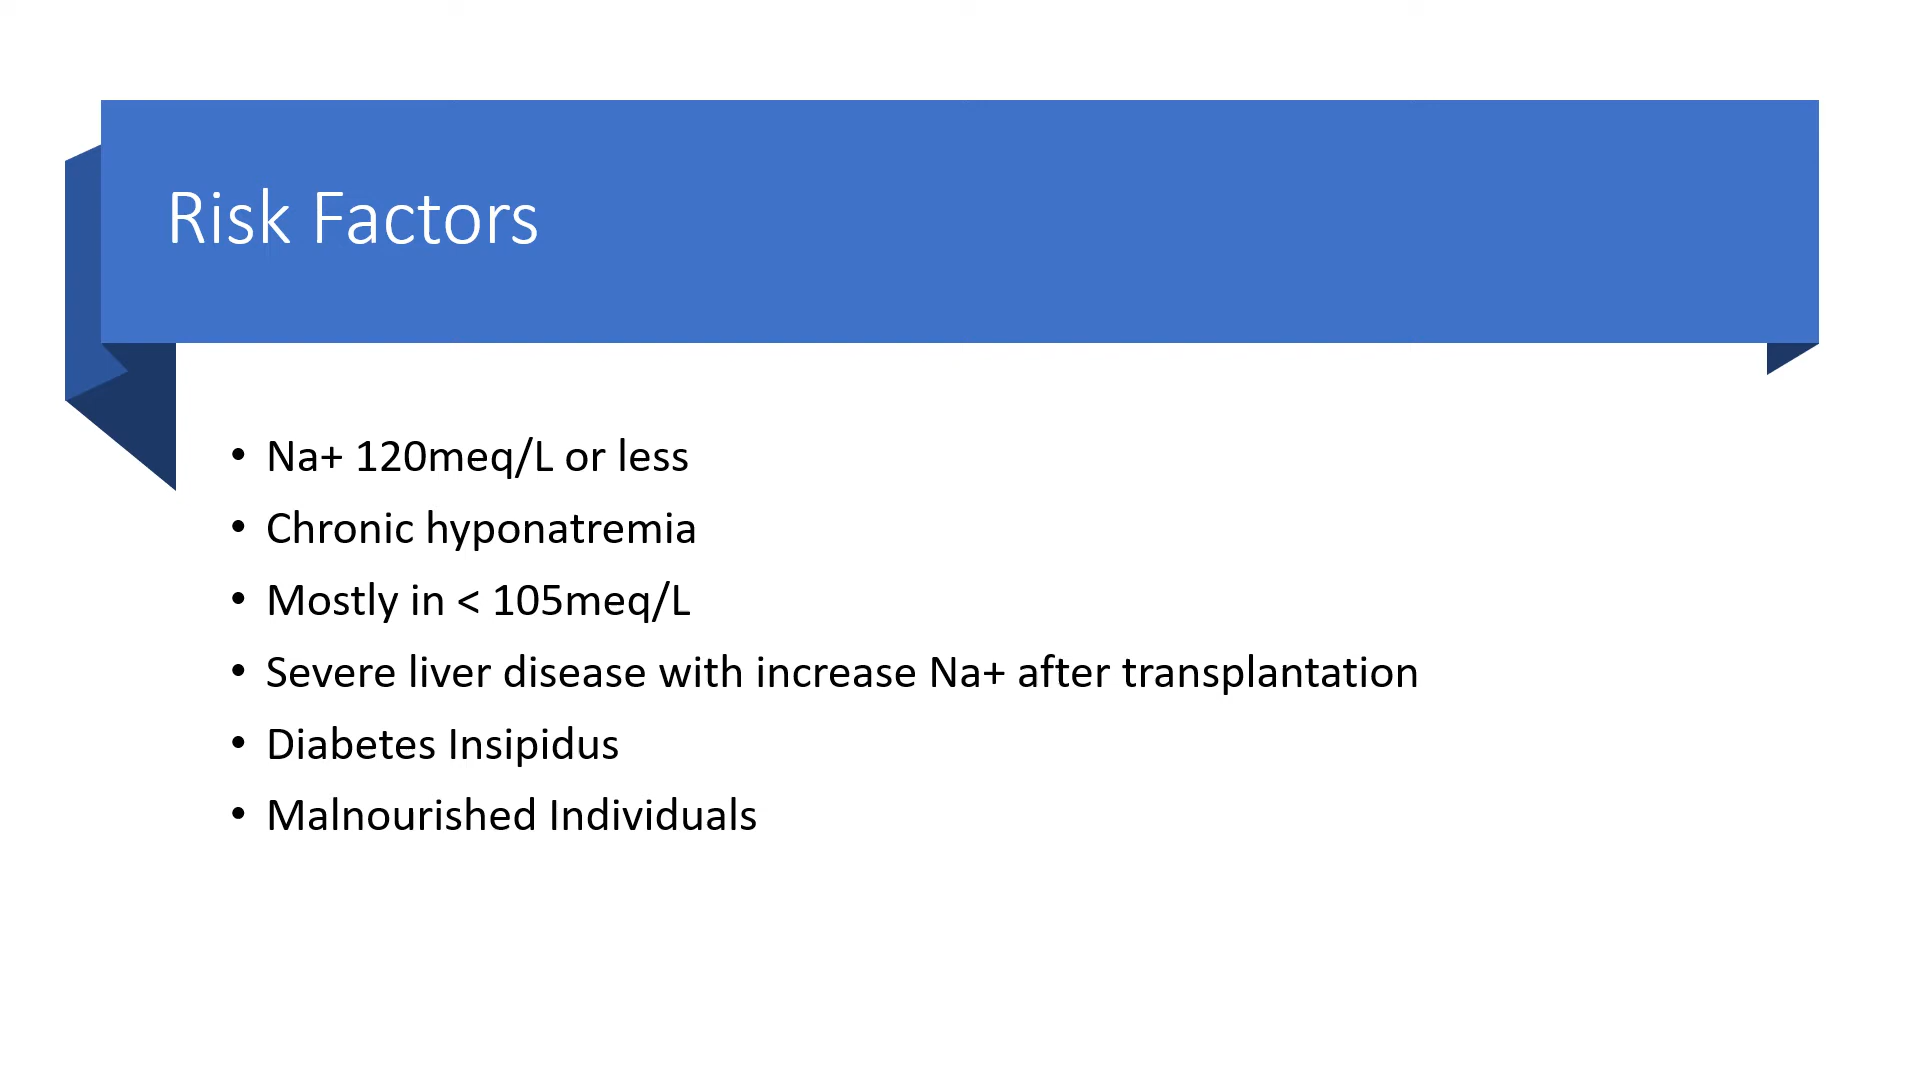 Risk Factors
• Na+ 120meq/L or less
• Chronic hyponatremia
• Mostly in < 105meq/L
• Severe liver disease with increase Na+ after transplantation
• Diabetes Insipidus
• Malnourished Individuals